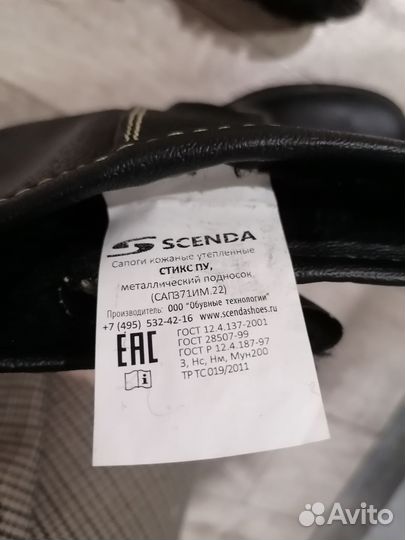 SCENDA
Сапоги кожаные утепленные
СТИКС ПУ,
металлический подносок
(САП371ИМ.22)
Производитель: ООО "Обувные технологии"
+7 (495) 532-42-16 www.scendashoes.ru
ЕАС
ГОСТ 12.4.137-2001
ГОСТ 28507-99
ГОСТ Р 12.4.187-97
З, Нс, Нм, Мун200
ТР ТС 019/2011
Avito